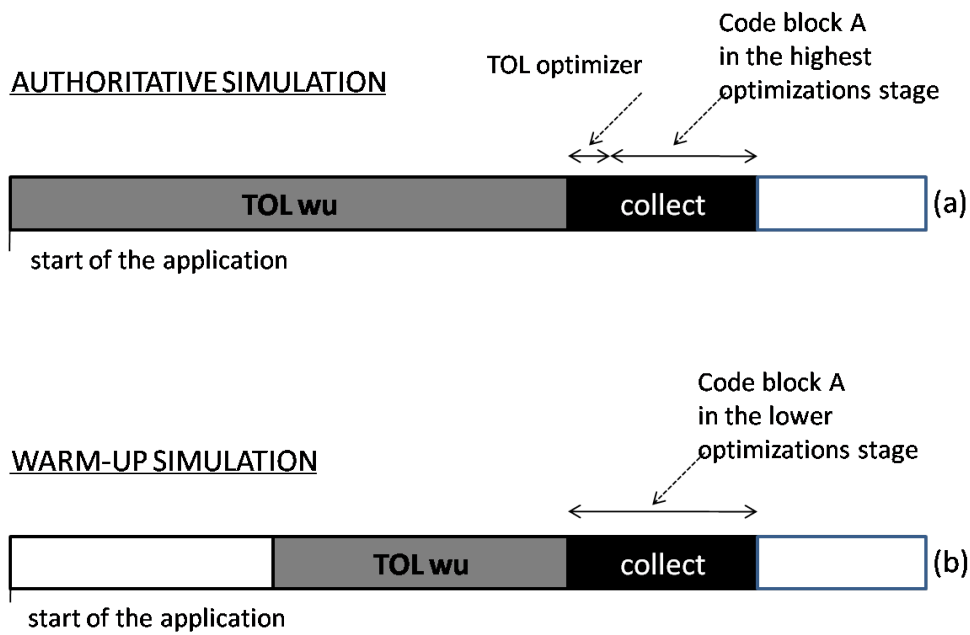 AUTHORITATIVE SIMULATION
TOL optimizer
Code block A
in the highest
optimizations stage
TOL wu
collect
(a)
start of the application
WARM-UP SIMULATION
Code block A
in the lower
optimizations stage
TOL wu
collect
(b)
start of the application